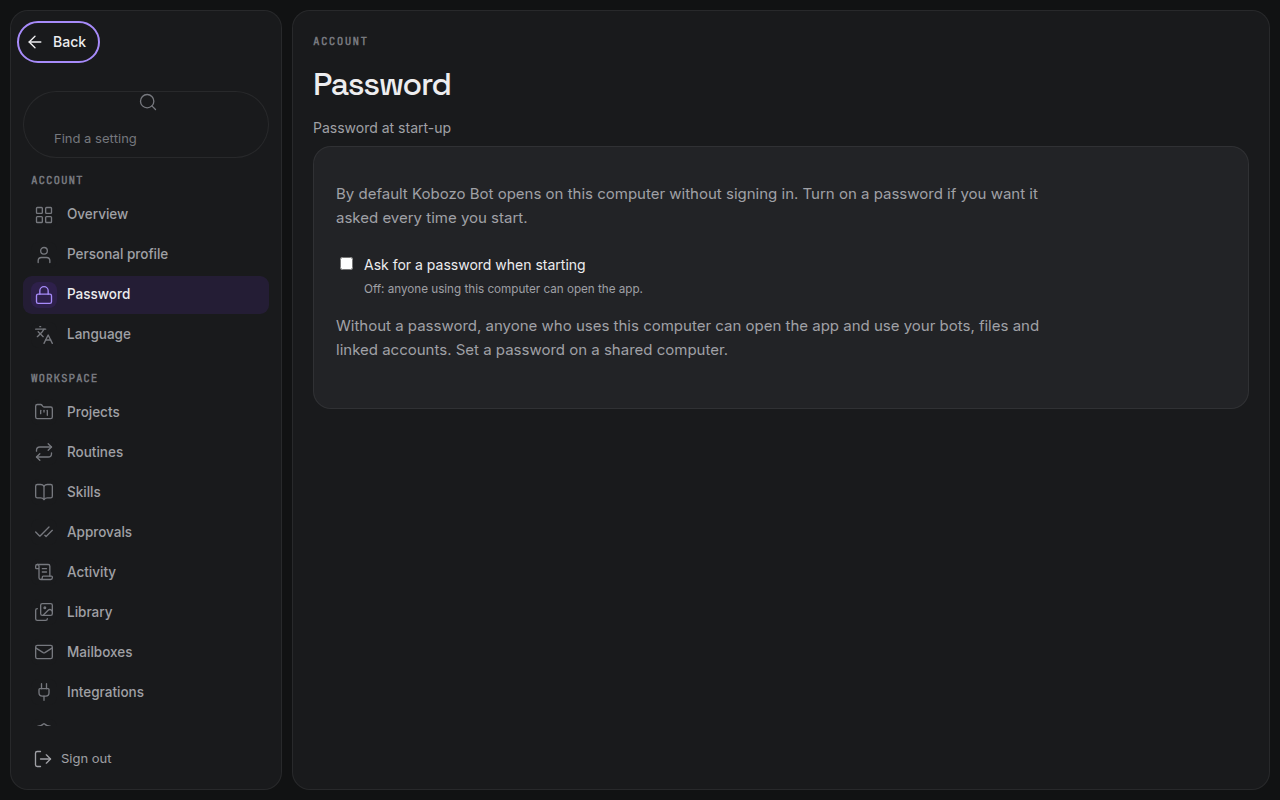 Back
Find a setting
ACCOUNT
Overview
Personal profile
Password
Language
WORKSPACE
Projects
Routines
Skills
Approvals
Activity
Library
Mailboxes
Integrations
Sign out
ACCOUNT
Password
Password at start-up
By default Kobozo Bot opens on this computer without signing in. Turn on a password if you want it
asked every time you start.
Ask for a password when starting
Off: anyone using this computer can open the app.
Without a password, anyone who uses this computer can open the app and use your bots, files and
linked accounts. Set a password on a shared computer.